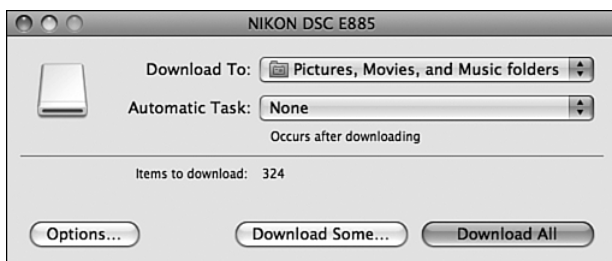 NIKON DSC E885
Download To: Pictures, Movies, and Music folders
Automatic Task: None
Occurs after downloading
Items to download: 324
Options... Download Some... Download All